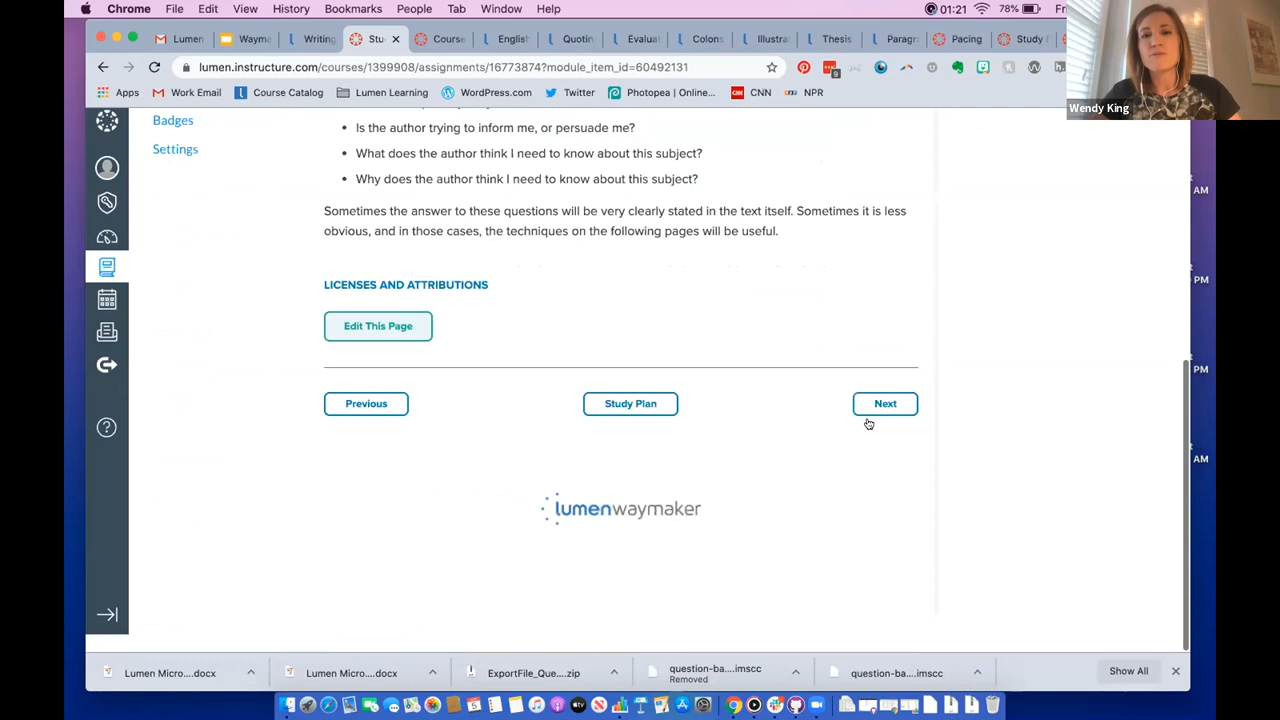 Chrome File Edit View History Bookmarks People Tab Window Help 01:21 78% Fr
Lumen Wayma Writing Stu Course English Quotin Evalua Colons Illustra Thesis Paragr Pacing Study
lumen.instructure.com/courses/1399908/assignments/16773874?module_item_id=60492131
9
Apps Work Email Course Catalog Lumen Learning WordPress.com Twitter Photopea | Online... CNN NPR
Wendy King
Badges
Settings
• Is the author trying to inform me, or persuade me?
• What does the author think I need to know about this subject?
• Why does the author think I need to know about this subject?
Sometimes the answer to these questions will be very clearly stated in the text itself. Sometimes it is less
obvious, and in those cases, the techniques on the following pages will be useful.
LICENSES AND ATTRIBUTIONS
Edit This Page
Previous Study Plan Next
lumenwaymaker
AM
PM
PM
AM
Lumen Micro....docx Lumen Micro....docx ExportFile_Que....zip question-ba....imscc question-ba....imscc Show All
Removed